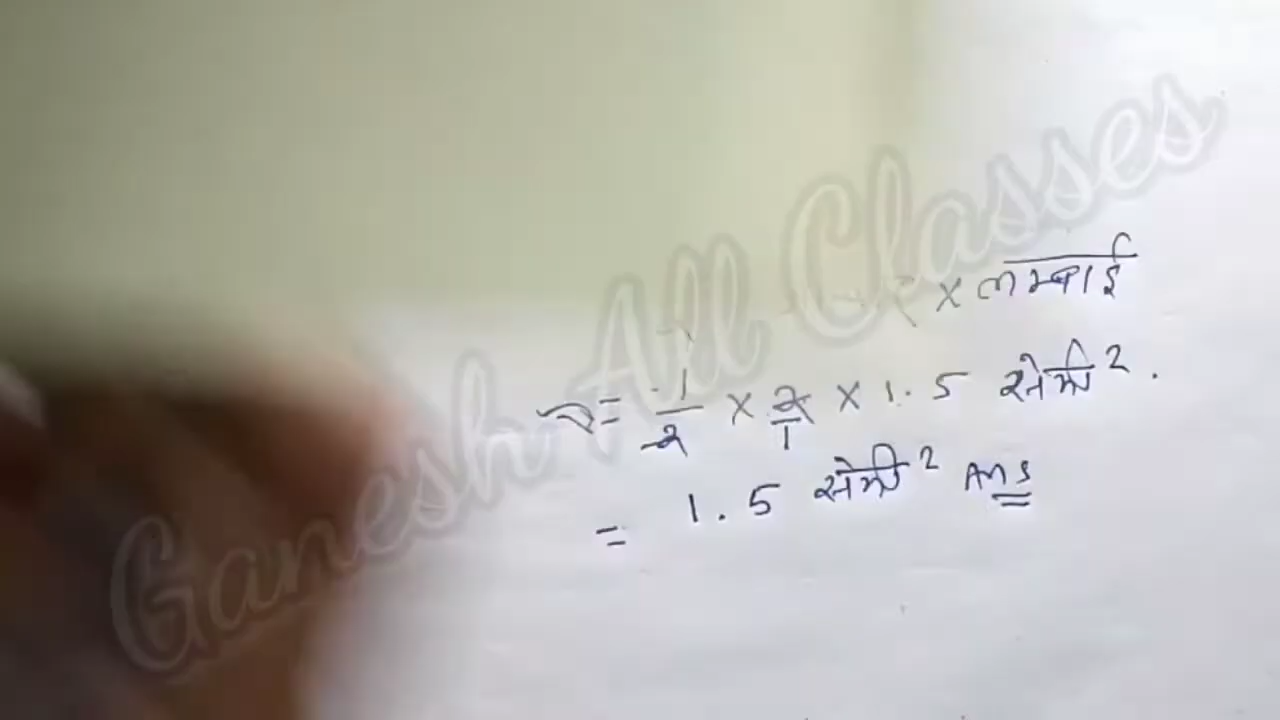 × लम्बाई
= 1/2 × 2/1 × 1.5 सेमी².
= 1.5 सेमी² Ans
Ganesh All Classes